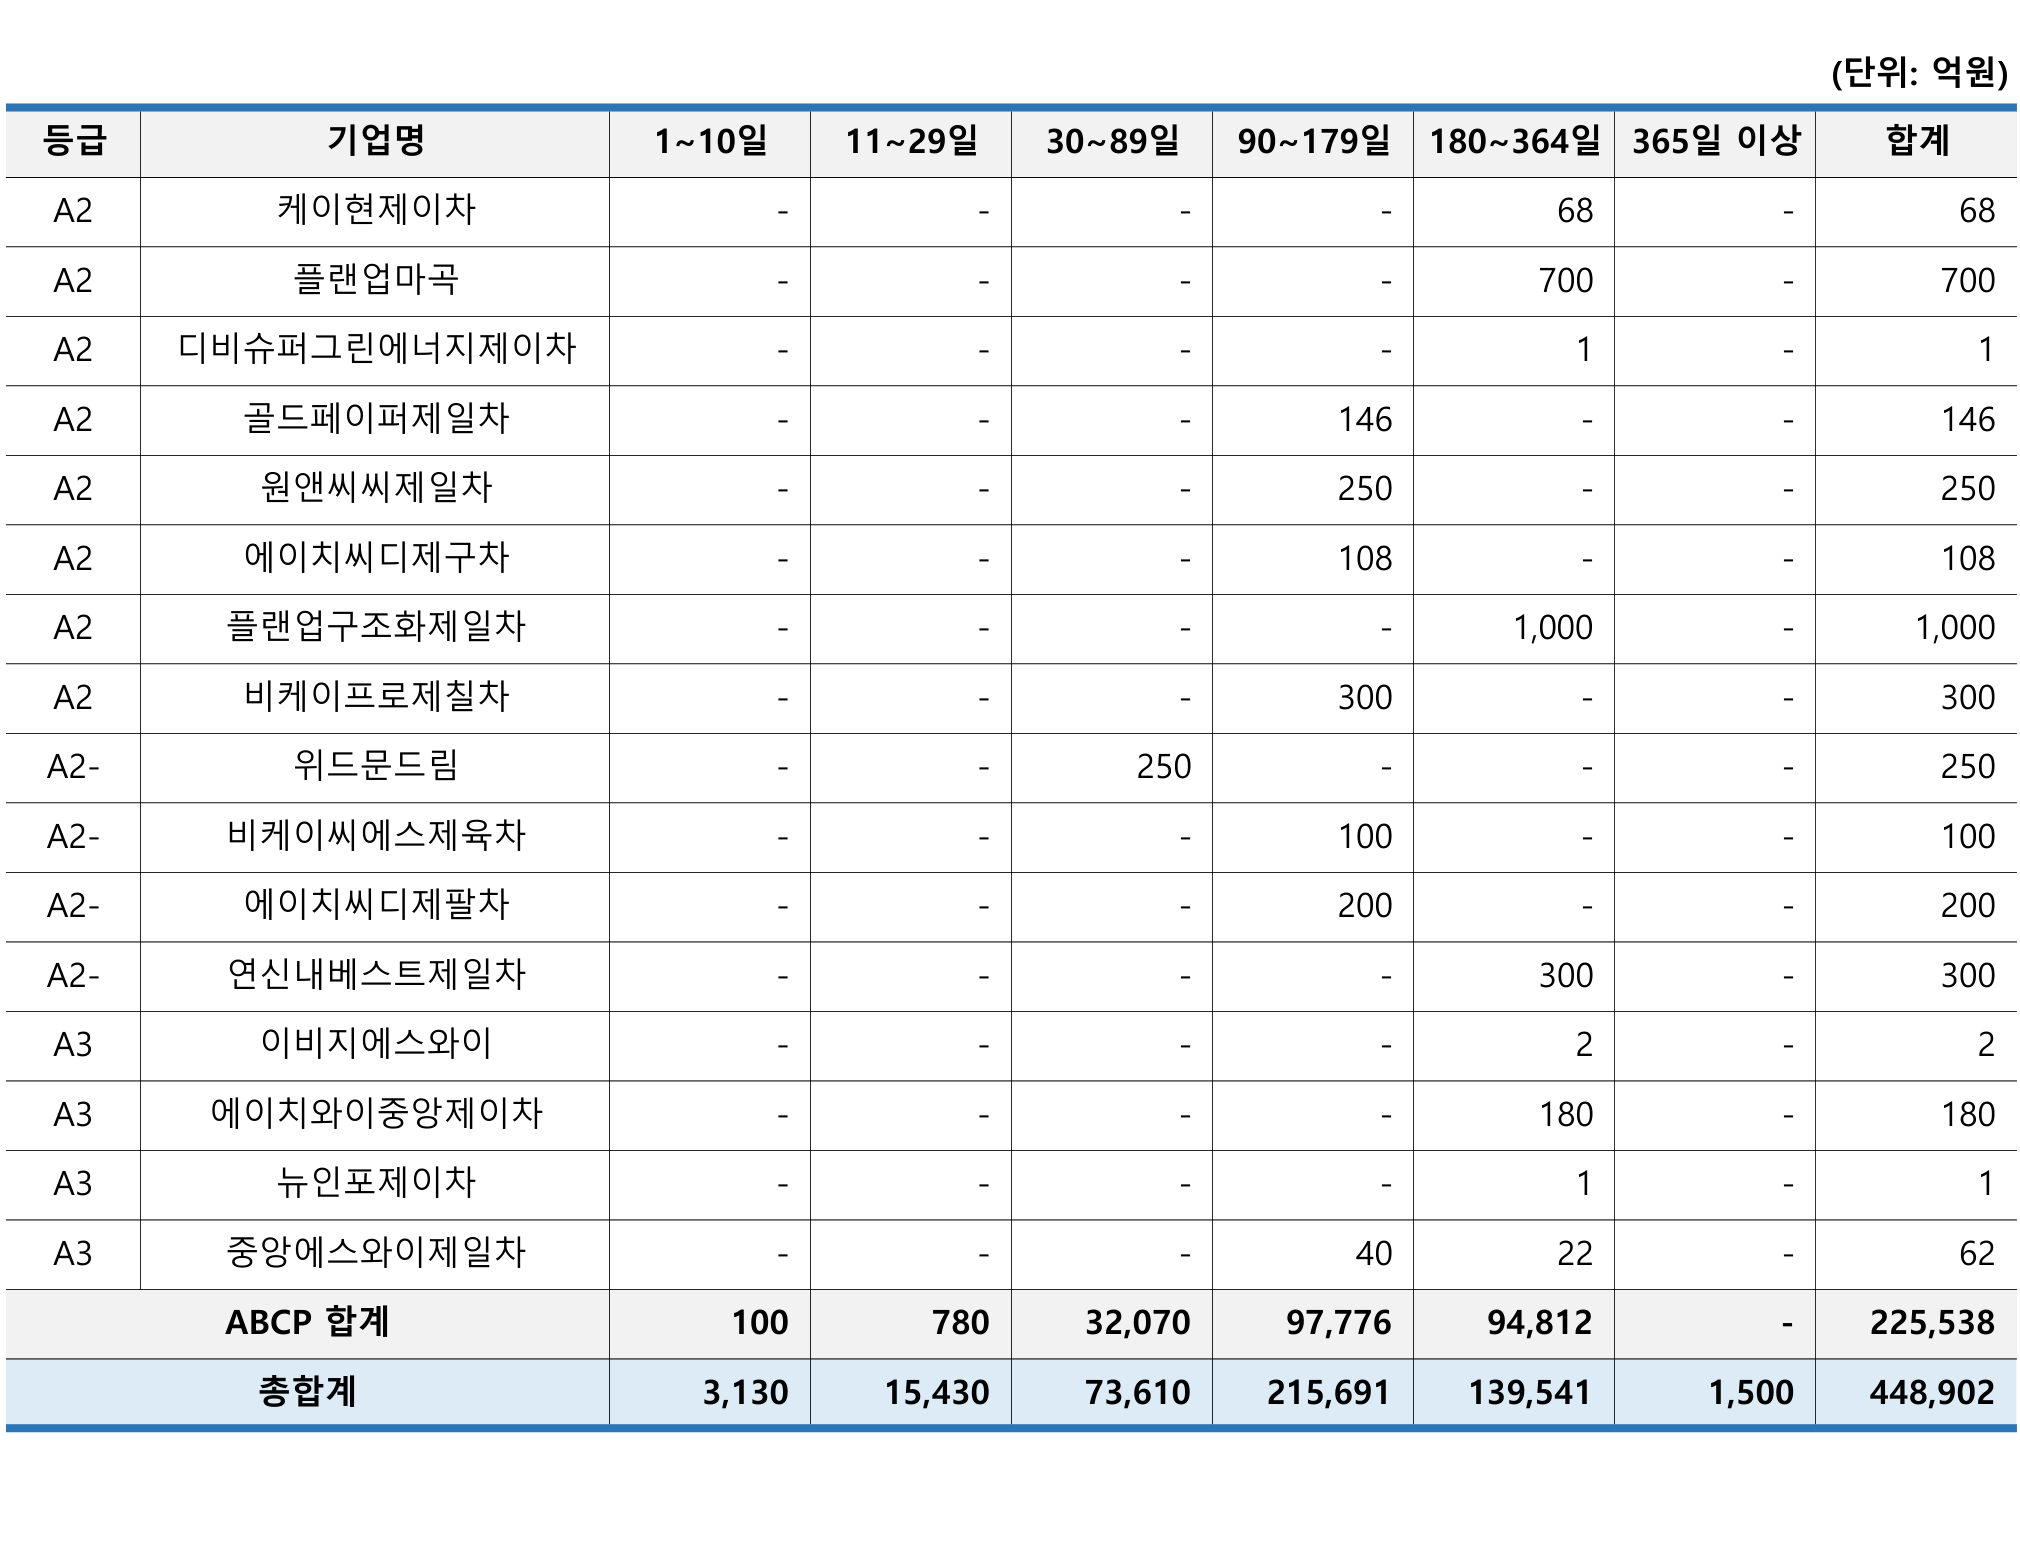 (단위: 억원)
등급 기업명 1~10일 11~29일 30~89일 90~179일 180~364일 365일 이상 합계
A2 케이현제이차 - - - - 68 - 68
A2 플랜업마곡 - - - - 700 - 700
A2 디비슈퍼그린에너지제이차 - - - - 1 - 1
A2 골드페이퍼제일차 - - - 146 - - 146
A2 원앤씨씨제일차 - - - 250 - - 250
A2 에이치씨디제구차 - - - 108 - - 108
A2 플랜업구조화제일차 - - - - 1,000 - 1,000
A2 비케이프로제칠차 - - - 300 - - 300
A2- 위드문드림 - - 250 - - - 250
A2- 비케이씨에스제육차 - - - 100 - - 100
A2- 에이치씨디제팔차 - - - 200 - - 200
A2- 연신내베스트제일차 - - - - 300 - 300
A3 이비지에스와이 - - - - 2 - 2
A3 에이치와이중앙제이차 - - - - 180 - 180
A3 뉴인포제이차 - - - - 1 - 1
A3 중앙에스와이제일차 - - - 40 22 - 62
ABCP 합계 100 780 32,070 97,776 94,812 - 225,538
총합계 3,130 15,430 73,610 215,691 139,541 1,500 448,902